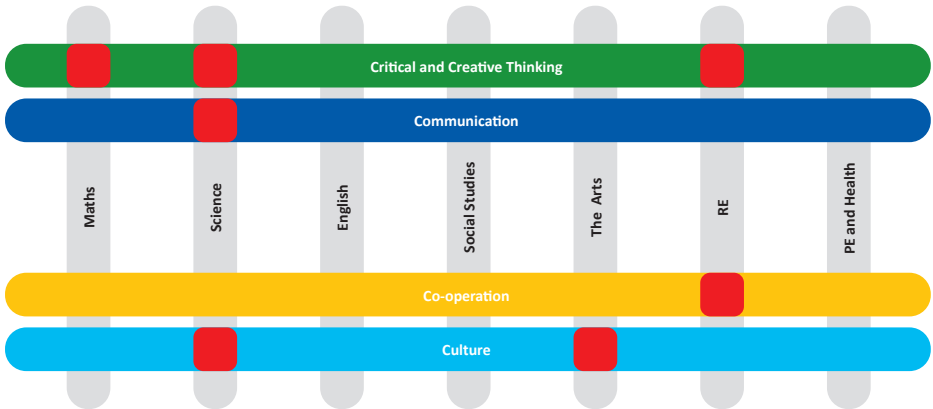 Critical and Creative Thinking
Communication
Maths
Science
English
Social Studies
The Arts
RE
PE and Health
Co-operation
Culture